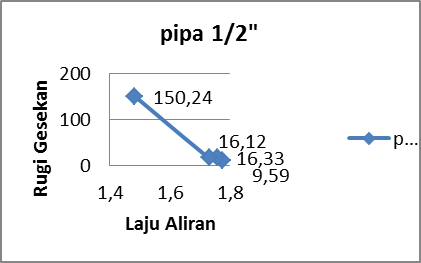 pipa 1/2"
Rugi Gesekan
200
100
0
150,24
16,12
16,33
9,59
1,4 1,6 1,8
Laju Aliran
p...